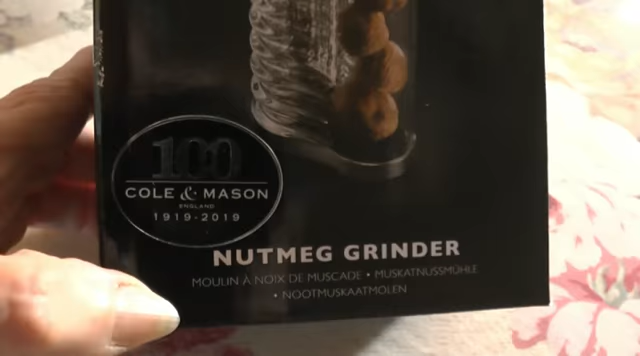 100
COLE & MASON
ENGLAND
1919-2019
NUTMEG GRINDER
MOULIN À NOIX DE MUSCADE • MUSKATNUSSMÜHLE
• NOOTMUSKAATMOLEN